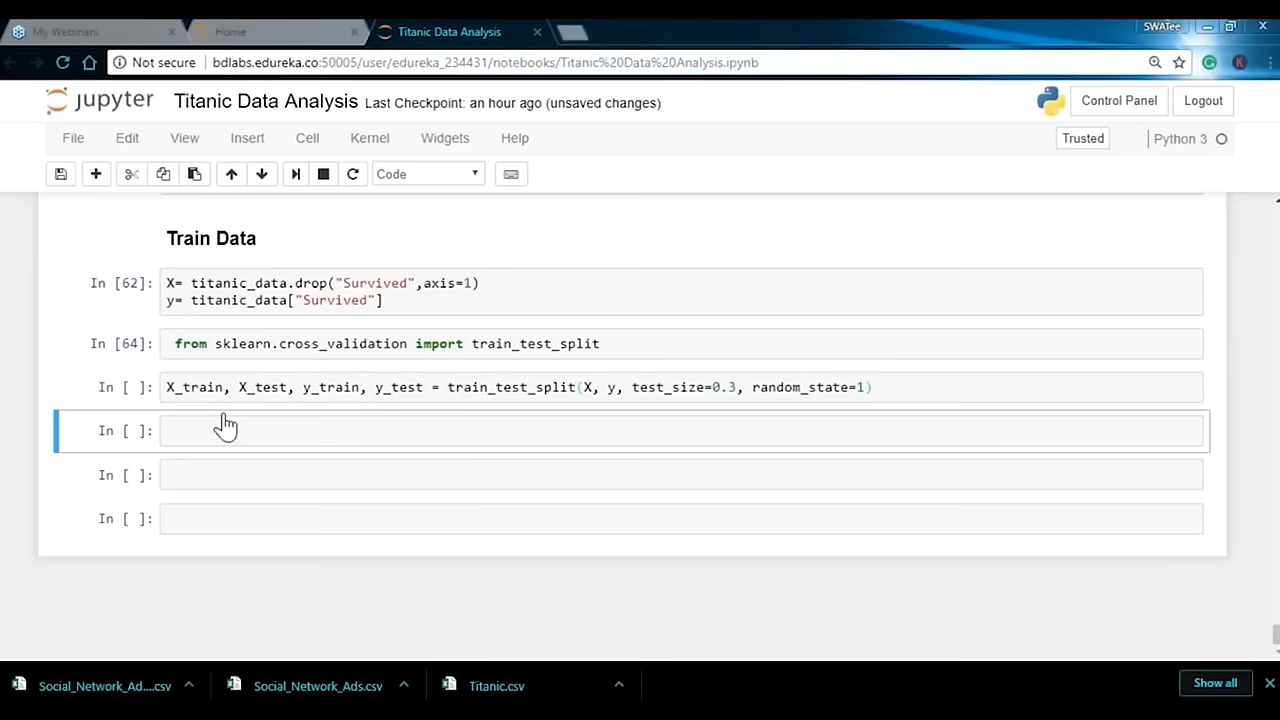 My Webinars
Home
Titanic Data Analysis
SWATee
Not secure
bdlabs.edureka.co:50005/user/edureka_234431/notebooks/Titanic%20Data%20Analysis.ipynb
K
jupyter Titanic Data Analysis Last Checkpoint: an hour ago (unsaved changes)
Control Panel
Logout
File Edit View Insert Cell Kernel Widgets Help
Trusted
Python 3
Code
Train Data
In [62]: X= titanic_data.drop("Survived",axis=1)
y= titanic_data["Survived"]
In [64]: from sklearn.cross_validation import train_test_split
In [ ]: X_train, X_test, y_train, y_test = train_test_split(X, y, test_size=0.3, random_state=1)
In [ ]:
In [ ]:
In [ ]:
Social_Network_Ad....csv
Social_Network_Ads.csv
Titanic.csv
Show all